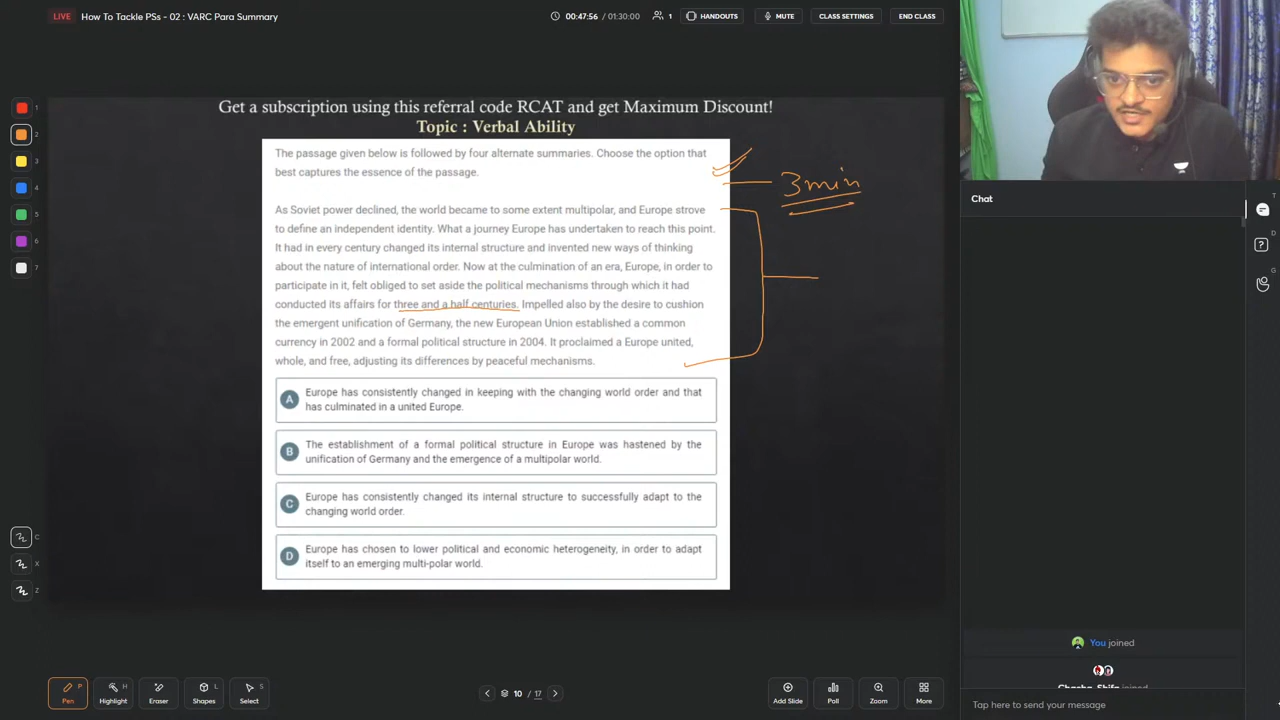 LIVE How To Tackle PSs - 02 : VARC Para Summary
00:47:56 / 01:30:00
1
HANDOUTS
MUTE
CLASS SETTINGS
END CLASS
Get a subscription using this referral code RCAT and get Maximum Discount!
Topic : Verbal Ability
The passage given below is followed by four alternate summaries. Choose the option that
best captures the essence of the passage.
3min
As Soviet power declined, the world became to some extent multipolar, and Europe strove
to define an independent identity. What a journey Europe has undertaken to reach this point.
It had in every century changed its internal structure and invented new ways of thinking
about the nature of international order. Now at the culmination of an era, Europe, in order to
participate in it, felt obliged to set aside the political mechanisms through which it had
conducted its affairs for three and a half centuries. Impelled also by the desire to cushion
the emergent unification of Germany, the new European Union established a common
currency in 2002 and a formal political structure in 2004. It proclaimed a Europe united,
whole, and free, adjusting its differences by peaceful mechanisms.
A Europe has consistently changed in keeping with the changing world order and that
has culminated in a united Europe.
B The establishment of a formal political structure in Europe was hastened by the
unification of Germany and the emergence of a multipolar world.
C Europe has consistently changed its internal structure to successfully adapt to the
changing world order.
D Europe has chosen to lower political and economic heterogeneity, in order to adapt
itself to an emerging multi-polar world.
1
2
3
4
5
6
7
C
X
Z
Pen P
Highlight H
Eraser
Shapes L
Select S
10 / 17
Add Slide
Poll
Zoom
More
Chat
T
D
?
You joined
Tap here to send your message